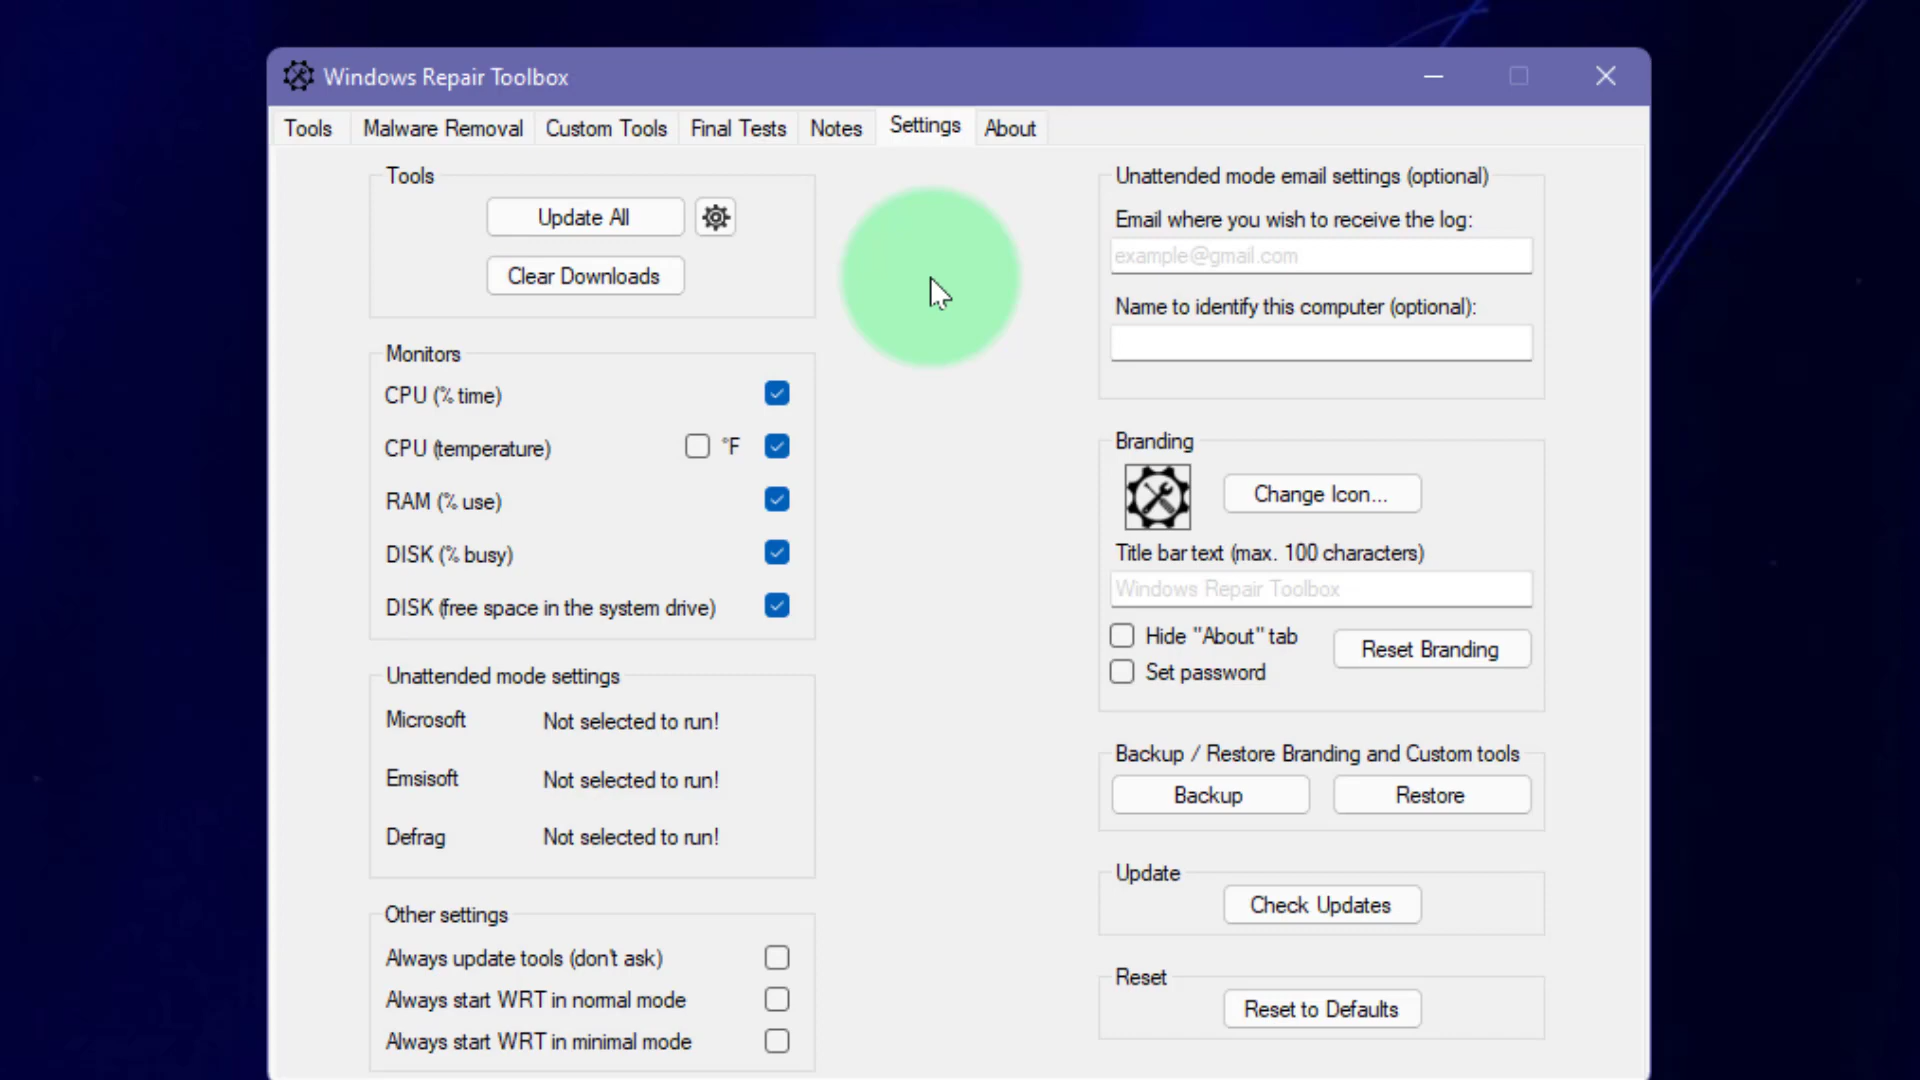 Windows Repair Toolbox
Tools Malware Removal Custom Tools Final Tests Notes Settings About
Tools
Update All
Clear Downloads
Monitors
CPU (% time)
CPU (temperature) °F
RAM (% use)
DISK (% busy)
DISK (free space in the system drive)
Unattended mode settings
Microsoft Not selected to run!
Emsisoft Not selected to run!
Defrag Not selected to run!
Other settings
Always update tools (don't ask)
Always start WRT in normal mode
Always start WRT in minimal mode
Unattended mode email settings (optional)
Email where you wish to receive the log:
example@gmail.com
Name to identify this computer (optional):
Branding
Change Icon...
Title bar text (max. 100 characters)
Windows Repair Toolbox
Hide "About" tab
Set password
Reset Branding
Backup / Restore Branding and Custom tools
Backup Restore
Update
Check Updates
Reset
Reset to Defaults